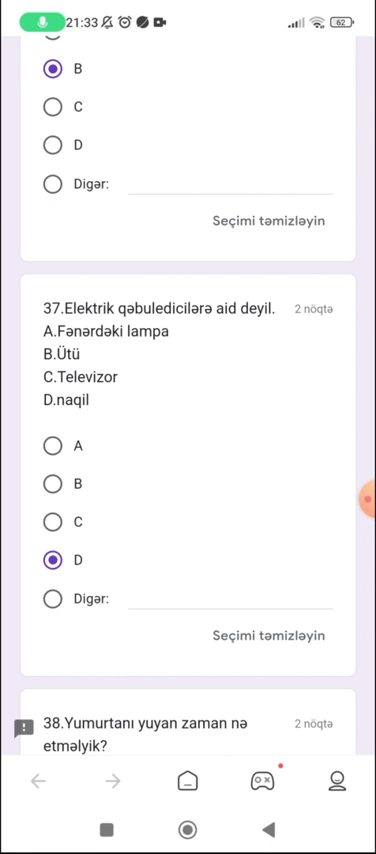 21:33
62
B
C
D
Digər:
Seçimi təmizləyin
37.Elektrik qəbuledicilərə aid deyil. 2 nöqtə
A.Fənərdəki lampa
B.Ütü
C.Televizor
D.naqil
A
B
C
D
Digər:
Seçimi təmizləyin
38.Yumurtanı yuyan zaman nə 2 nöqtə
etməlyik?